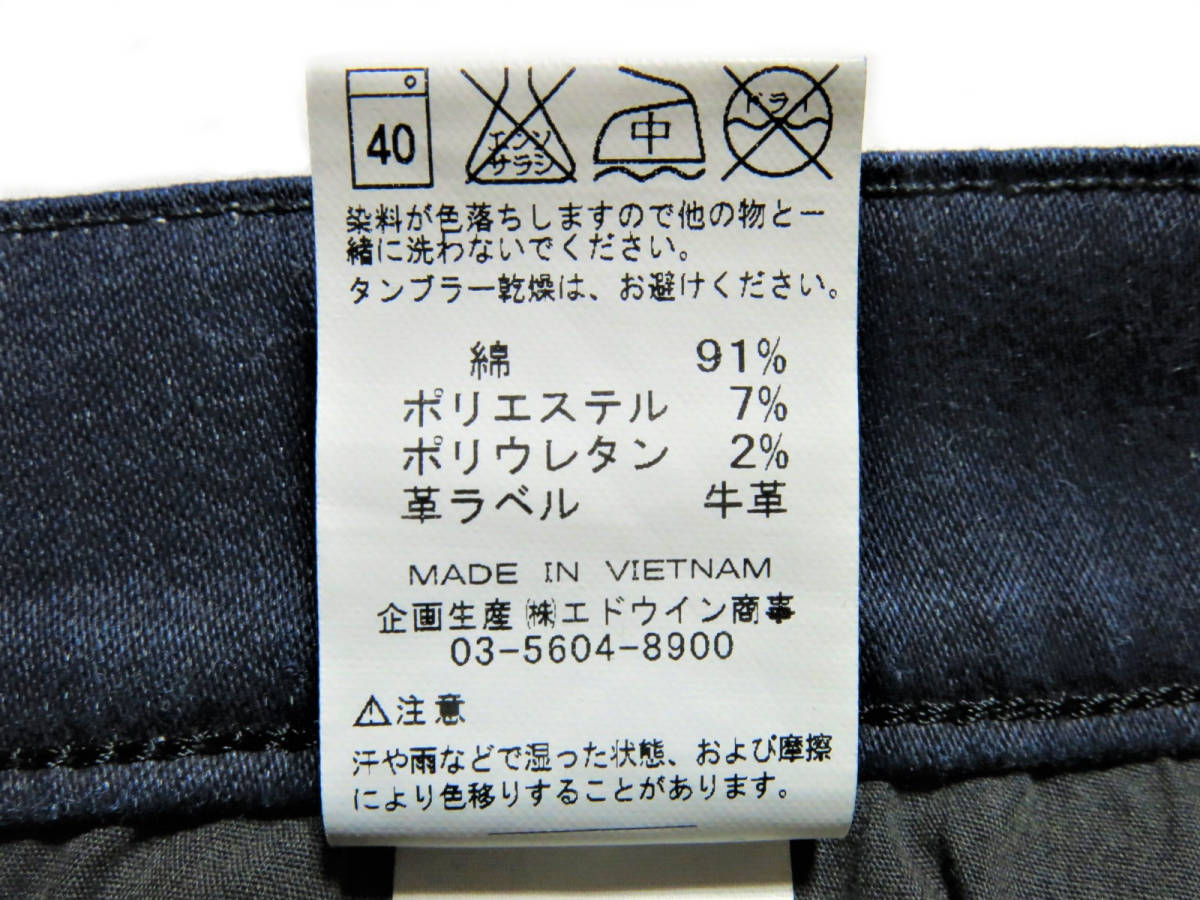 40
エンソ
サラシ
中
ドライ
染料が色落ちしますので他の物と一
緒に洗わないでください。
タンブラー乾燥は、お避けください。
綿 91%
ポリエステル 7%
ポリウレタン 2%
革ラベル 牛革
MADE IN VIETNAM
企画生産 ㈱エドウイン商事
03-5604-8900
⚠注意
汗や雨などで湿った状態、および摩擦
により色移りすることがあります。